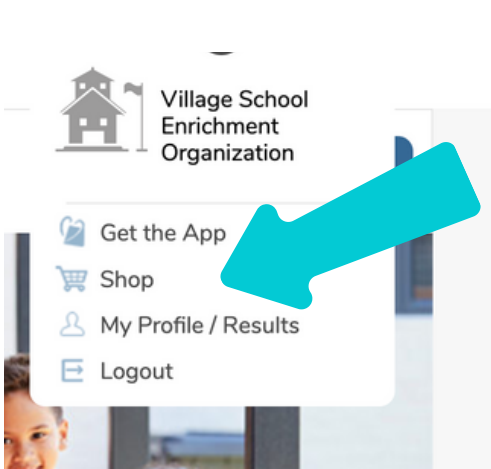 Village School
Enrichment
Organization
Get the App
Shop
My Profile / Results
Logout